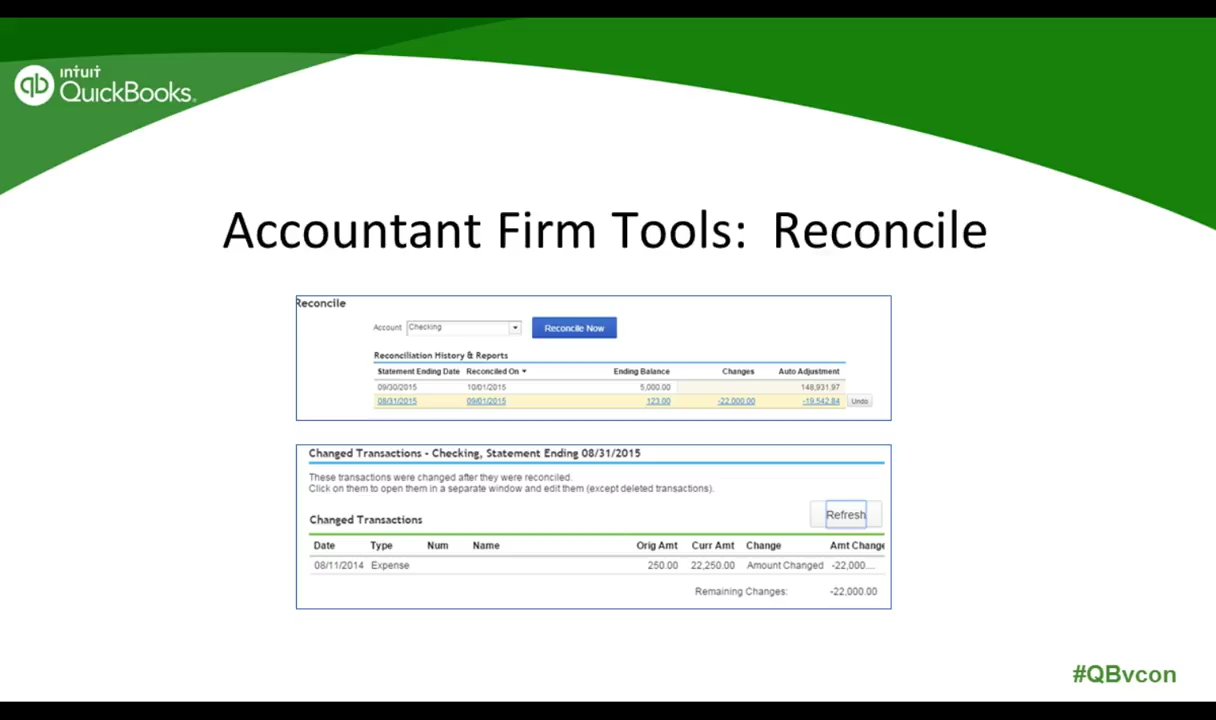 ıntuıt
qb QuickBooks.
Accountant Firm Tools: Reconcile
Reconcile
Account Checking Reconcile Now
Reconciliation History & Reports
Statement Ending Date Reconciled On Ending Balance Changes Auto Adjustment
09/30/2015 10/01/2015 5,000.00 148,931.97
08/31/2015 09/01/2015 123.00 -22,000.00 -19,542.84 Undo
Changed Transactions - Checking, Statement Ending 08/31/2015
These transactions were changed after they were reconciled.
Click on them to open them in a separate window and edit them (except deleted transactions).
Refresh
Changed Transactions
Date Type Num Name Orig Amt Curr Amt Change Amt Change
08/11/2014 Expense 250.00 22,250.00 Amount Changed -22,000....
Remaining Changes: -22,000.00
#QBvcon